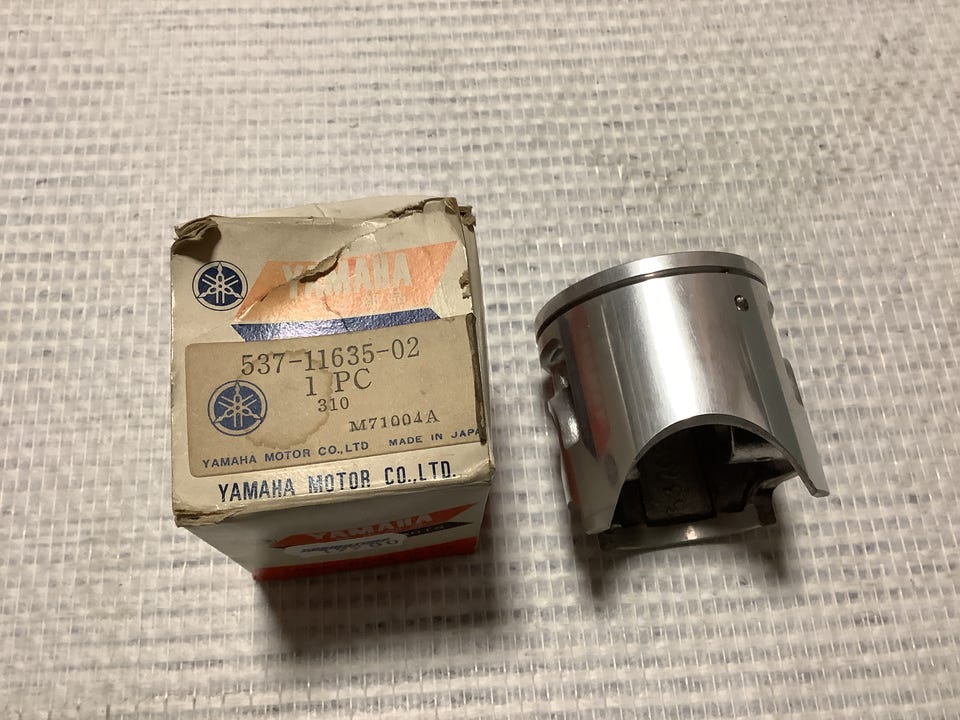 YAMAHA
537-11635-02
1 PC
310
M71004A
YAMAHA MOTOR CO.,LTD MADE IN JAPA
YAMAHA MOTOR CO.,LTD.
YAMAHA